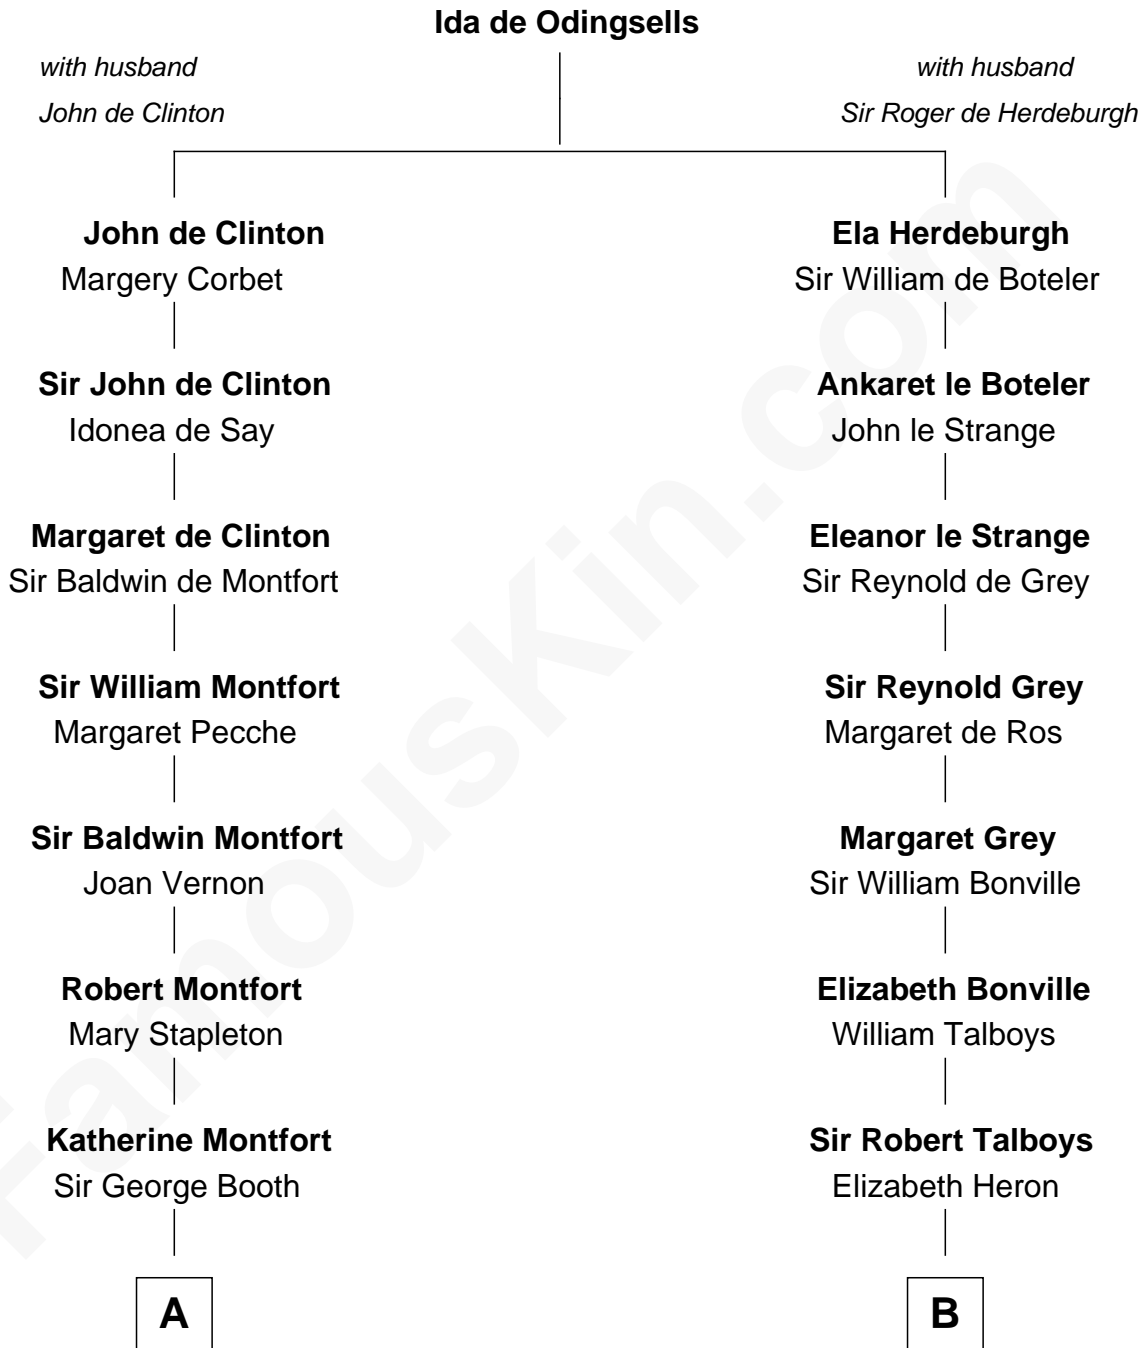 Ida de Odingsells
with husband
John de Clinton
with husband
Sir Roger de Herdeburgh
John de Clinton
Margery Corbet
Ela Herdeburgh
Sir William de Boteler
Sir John de Clinton
Idonea de Say
Ankaret le Boteler
John le Strange
Margaret de Clinton
Sir Baldwin de Montfort
Eleanor le Strange
Sir Reynold de Grey
Sir William Montfort
Margaret Pecche
Sir Reynold Grey
Margaret de Ros
Sir Baldwin Montfort
Joan Vernon
Margaret Grey
Sir William Bonville
Robert Montfort
Mary Stapleton
Elizabeth Bonville
William Talboys
Katherine Montfort
Sir George Booth
Sir Robert Talboys
Elizabeth Heron
A
B
FamousKin.com